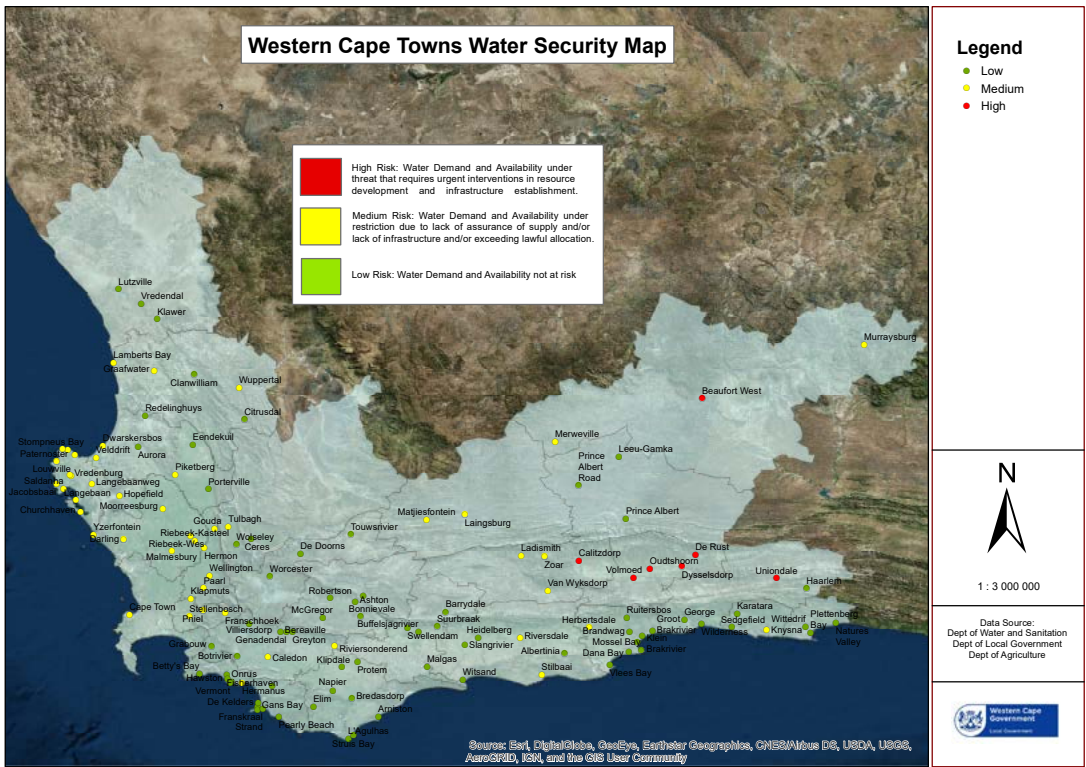 Western Cape Towns Water Security Map
Legend
Low
Medium
High
High Risk: Water Demand and Availability under
threat that requires urgent interventions in resource
development and infrastructure establishment.
Medium Risk: Water Demand and Availability under
restriction due to lack of assurance of supply and/or
lack of infrastructure and/or exceeding lawful allocation.
Low Risk: Water Demand and Availability not at risk
Lutzville
Vredendal
Klawer
Murraysburg
Lamberts Bay
Graafwater
Clanwilliam
Wuppertal
Beaufort West
Redelinghuys
Citrusdal
Stompneus Bay
Dwarskersbos
Eendekuil
Merweville
Paternoster
Velddrift
Aurora
Leeu-Gamka
Prince
Albert
Road
Louwville
Vredenburg
Piketberg
Saldanha
Langebaanweg
Porterville
Jacobsbaai
Langebaan
Hopefield
Churchhaven
Moorreesburg
Matjiesfontein
Laingsburg
Prince Albert
Yzerfontein
Gouda
Tulbagh
Touwsrivier
Darling
Riebeek-Kasteel
Wolseley
Riebeek-Wes
Ceres
De Doorns
Malmesbury
Hermon
Ladismith
Zoar
Calitzdorp
De Rust
Oudtshoorn
Volmoed
Dysselsdorp
Uniondale
Haarlem
Wellington
Worcester
Paarl
Klapmuts
Van Wyksdorp
Cape Town
Stellenbosch
Pniel
Robertson
Ashton
McGregor
Bonnievale
Barrydale
Herbertsdale
Ruitersbos
George
Karatara
Plettenberg
Bay
Franschhoek
Buffelsjagrivier
Suurbraak
Groot
Brakrivier
Sedgefield
Wittedrif
Villiersdorp
Bereaville
Swellendam
Heidelberg
Brandwag
Wilderness
Knysna
Natures
Valley
Genadendal
Greyton
Slangrivier
Riversdale
Mossel Bay
Klein
Brakrivier
Grabouw
Riviersonderend
Albertinia
Dana Bay
Botrivier
Caledon
Klipdale
Protem
Malgas
Stilbaai
Vlees Bay
Betty's Bay
Hawston
Onrus
Fisherhaven
Witsand
Vermont
Hermanus
Napier
De Kelders
Gans Bay
Elim
Bredasdorp
Franskraal
Strand
Pearly Beach
Arniston
L'Agulhas
Struis Bay
Source: Esri, DigitalGlobe, GeoEye, Earthstar Geographics, CNES/Airbus DS, USDA, USGS,
AeroGRID, IGN, and the GIS User Community
N
1 : 3 000 000
Data Source:
Dept of Water and Sanitation
Dept of Local Government
Dept of Agriculture
Western Cape
Government
Local Government